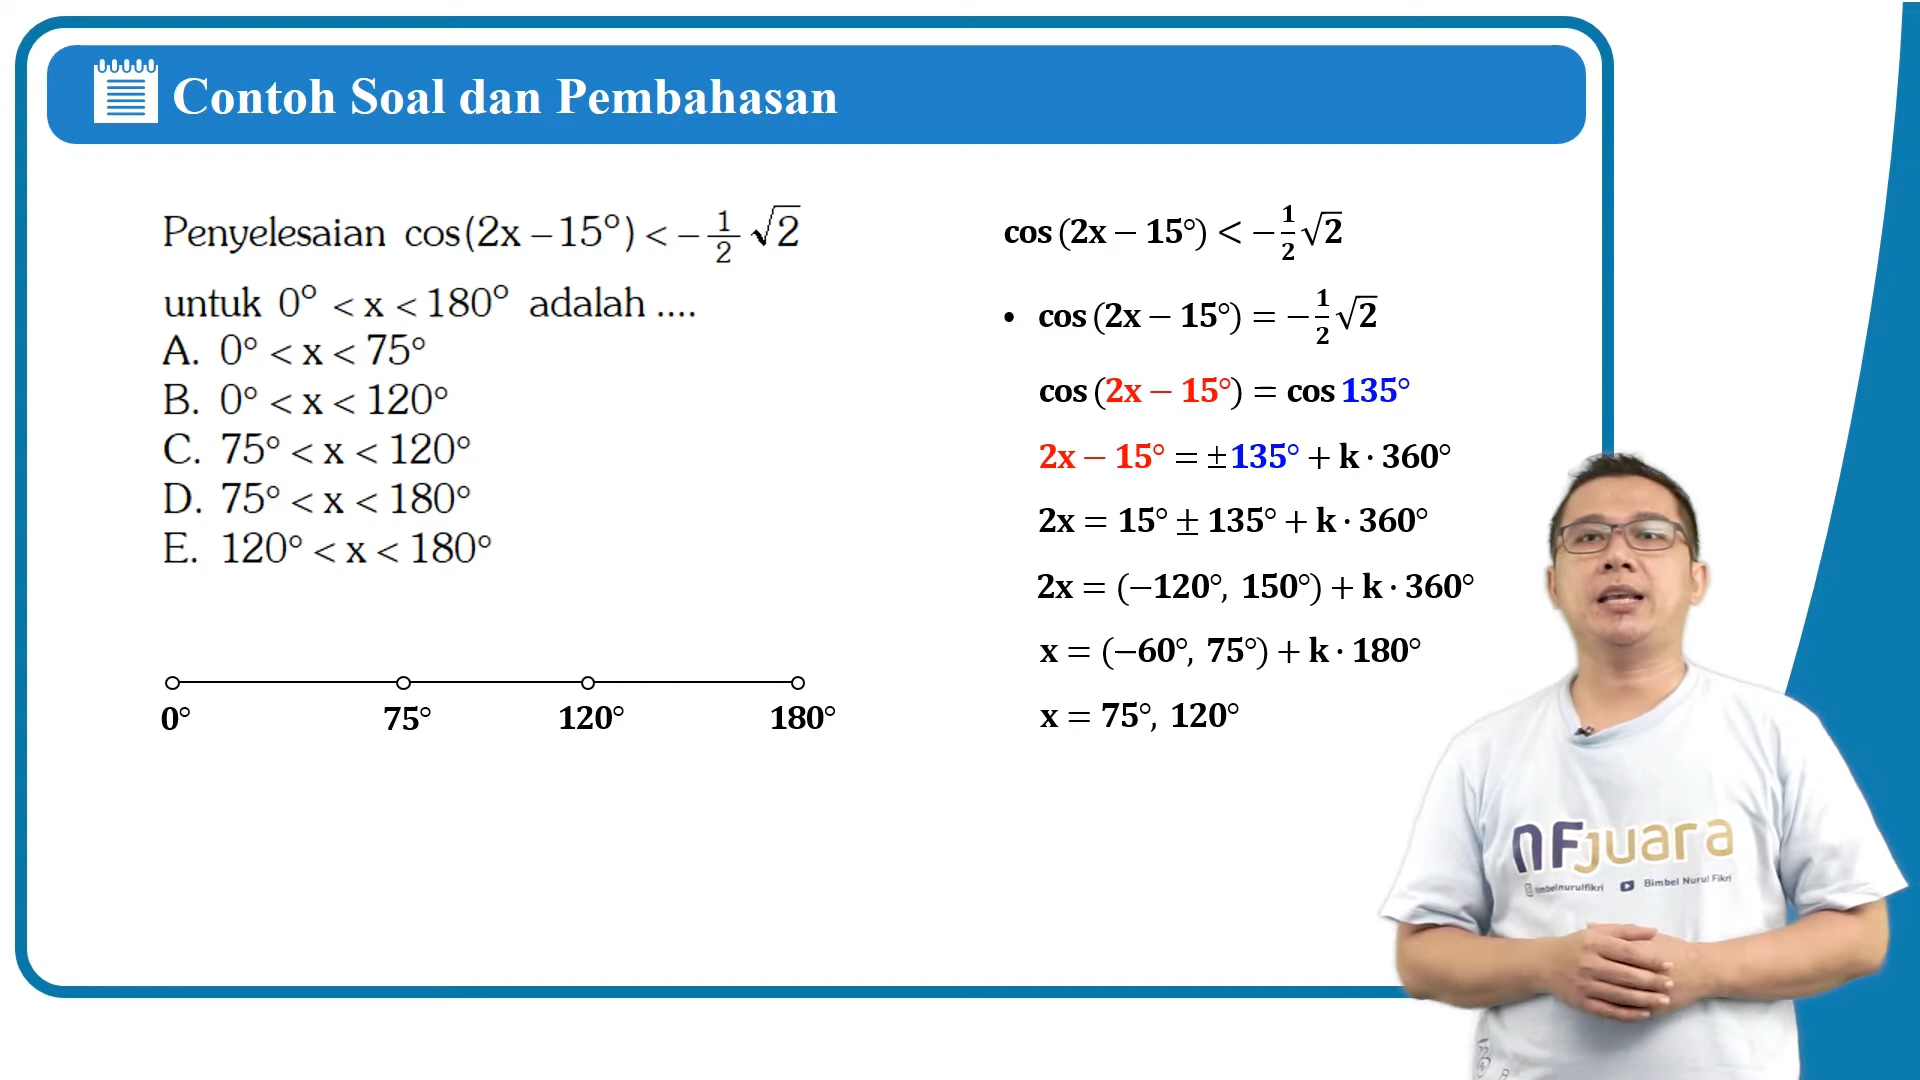 Contoh Soal dan Pembahasan
Penyelesaian cos(2x – 15°) < – 1/2 √2
untuk 0° < x < 180° adalah ....
A. 0° < x < 75°
B. 0° < x < 120°
C. 75° < x < 120°
D. 75° < x < 180°
E. 120° < x < 180°
0° 75° 120° 180°
cos (2x − 15°) < −1/2 √2
• cos (2x − 15°) = −1/2 √2
cos (2x − 15°) = cos 135°
2x − 15° = ±135° + k · 360°
2x = 15° ± 135° + k · 360°
2x = (−120°, 150°) + k · 360°
x = (−60°, 75°) + k · 180°
x = 75°, 120°
nFjuara
bimbelnurulfikri Bimbel Nurul Fikri